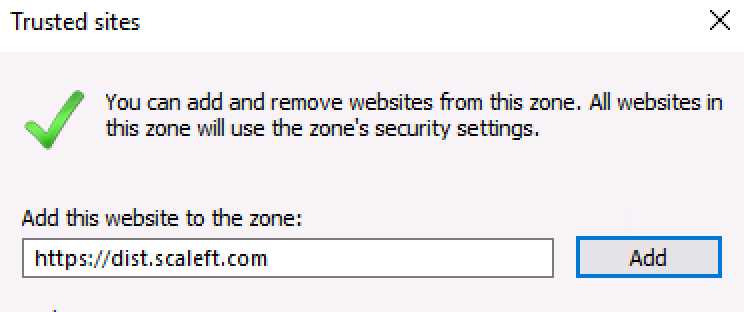 Trusted sites
You can add and remove websites from this zone. All websites in
this zone will use the zone's security settings.
Add this website to the zone:
https://dist.scaleft.com
Add